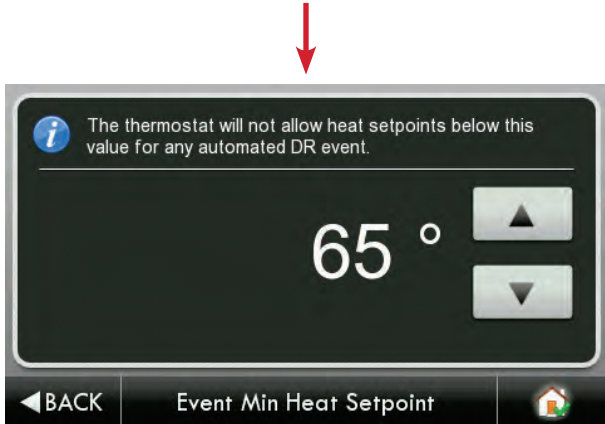 The thermostat will not allow heat setpoints below this
value for any automated DR event.
65 °
BACK
Event Min Heat Setpoint